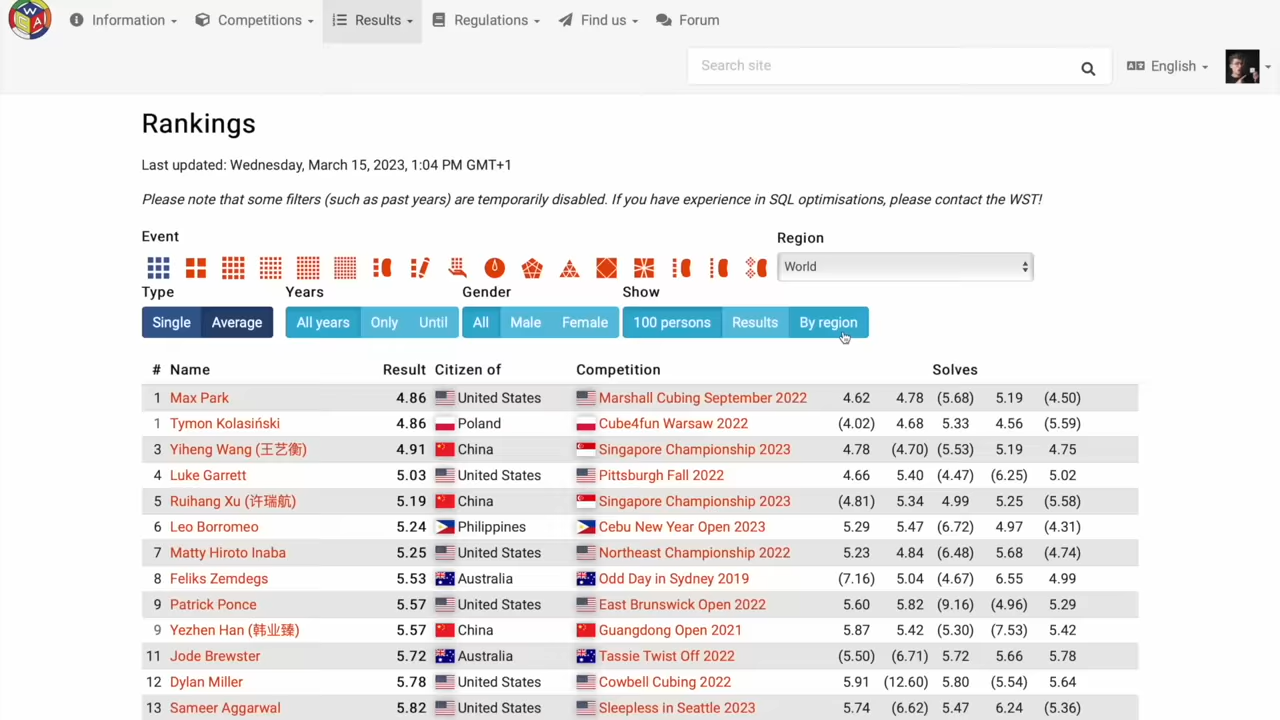 WCA Information Competitions Results Regulations Find us Forum
Search site English
Rankings
Last updated: Wednesday, March 15, 2023, 1:04 PM GMT+1
Please note that some filters (such as past years) are temporarily disabled. If you have experience in SQL optimisations, please contact the WST!
Event Region
World
Type Years Gender Show
Single Average All years Only Until All Male Female 100 persons Results By region
# Name Result Citizen of Competition Solves
1 Max Park 4.86 United States Marshall Cubing September 2022 4.62 4.78 (5.68) 5.19 (4.50)
1 Tymon Kolasiński 4.86 Poland Cube4fun Warsaw 2022 (4.02) 4.68 5.33 4.56 (5.59)
3 Yiheng Wang (王艺衡) 4.91 China Singapore Championship 2023 4.78 (4.70) (5.53) 5.19 4.75
4 Luke Garrett 5.03 United States Pittsburgh Fall 2022 4.66 5.40 (4.47) (6.25) 5.02
5 Ruihang Xu (许瑞航) 5.19 China Singapore Championship 2023 (4.81) 5.34 4.99 5.25 (5.58)
6 Leo Borromeo 5.24 Philippines Cebu New Year Open 2023 5.29 5.47 (6.72) 4.97 (4.31)
7 Matty Hiroto Inaba 5.25 United States Northeast Championship 2022 5.23 4.84 (6.48) 5.68 (4.74)
8 Feliks Zemdegs 5.53 Australia Odd Day in Sydney 2019 (7.16) 5.04 (4.67) 6.55 4.99
9 Patrick Ponce 5.57 United States East Brunswick Open 2022 5.60 5.82 (9.16) (4.96) 5.29
9 Yezhen Han (韩业臻) 5.57 China Guangdong Open 2021 5.87 5.42 (5.30) (7.53) 5.42
11 Jode Brewster 5.72 Australia Tassie Twist Off 2022 (5.50) (6.71) 5.72 5.66 5.78
12 Dylan Miller 5.78 United States Cowbell Cubing 2022 5.91 (12.60) 5.80 (5.54) 5.64
13 Sameer Aggarwal 5.82 United States Sleepless in Seattle 2023 5.74 (6.62) 5.47 6.24 (5.36)